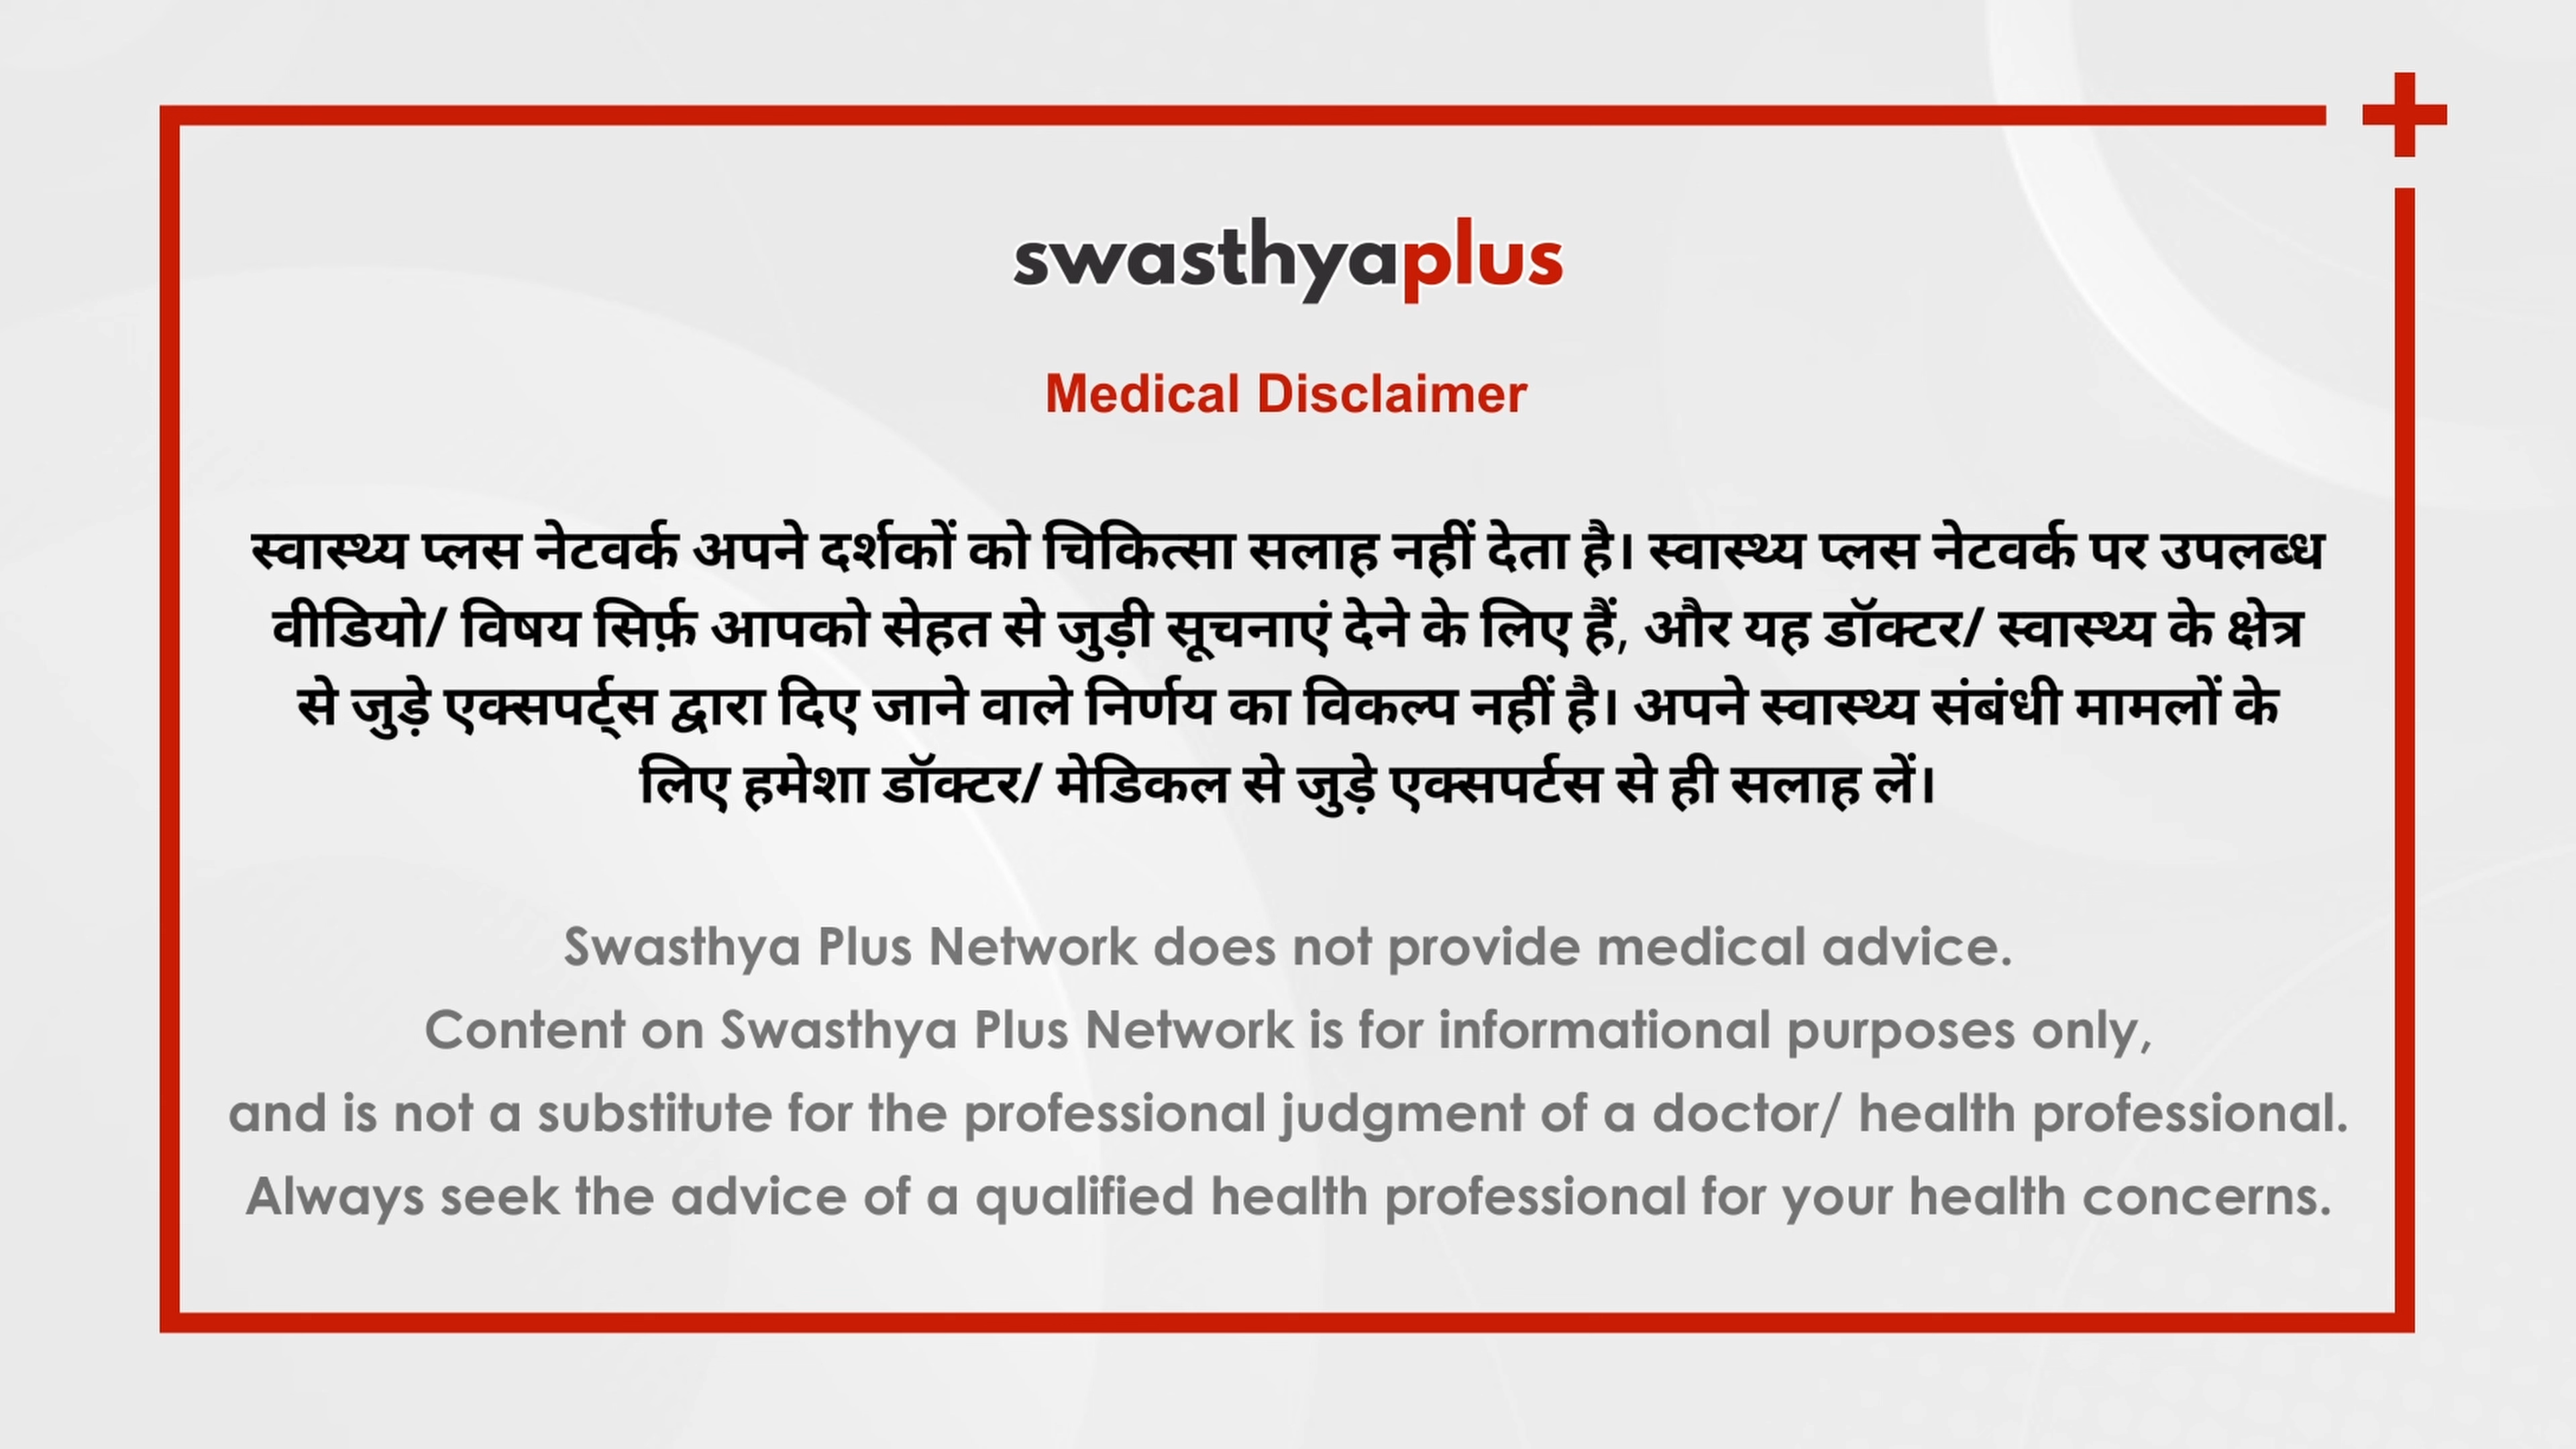 swasthyaplus
Medical Disclaimer
स्वास्थ्य प्लस नेटवर्क अपने दर्शकों को चिकित्सा सलाह नहीं देता है। स्वास्थ्य प्लस नेटवर्क पर उपलब्ध
वीडियो/ विषय सिर्फ़ आपको सेहत से जुड़ी सूचनाएं देने के लिए हैं, और यह डॉक्टर/ स्वास्थ्य के क्षेत्र
से जुड़े एक्सपर्ट्स द्वारा दिए जाने वाले निर्णय का विकल्प नहीं है। अपने स्वास्थ्य संबंधी मामलों के
लिए हमेशा डॉक्टर/ मेडिकल से जुड़े एक्सपर्टस से ही सलाह लें।
Swasthya Plus Network does not provide medical advice.
Content on Swasthya Plus Network is for informational purposes only,
and is not a substitute for the professional judgment of a doctor/ health professional.
Always seek the advice of a qualified health professional for your health concerns.